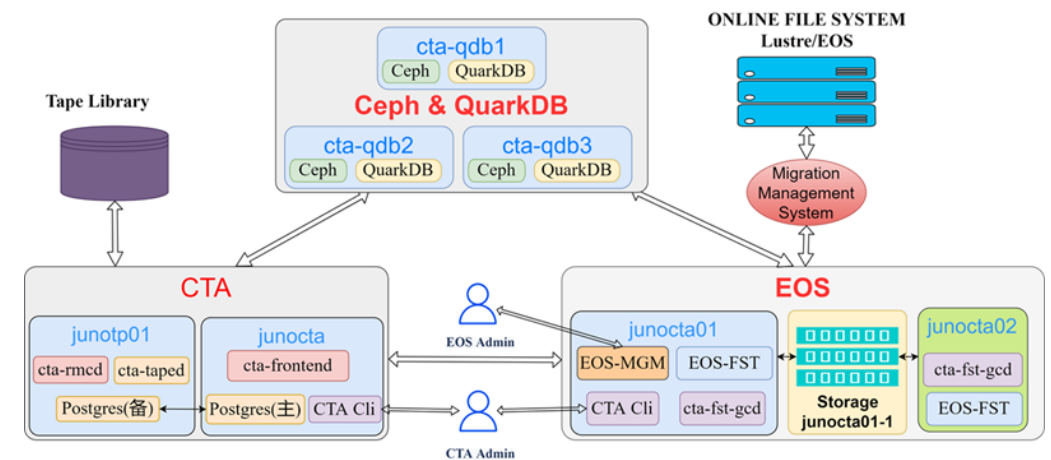 ONLINE FILE SYSTEM
Lustre/EOS
Tape Library
cta-qdb1
Ceph
QuarkDB
Ceph & QuarkDB
cta-qdb2
Ceph
QuarkDB
cta-qdb3
Ceph
QuarkDB
Migration
Management
System
CTA
junotp01
cta-rmcd
cta-taped
Postgres(备)
junocta
cta-frontend
Postgres(主)
CTA Cli
EOS Admin
CTA Admin
EOS
junocta01
EOS-MGM
EOS-FST
CTA Cli
cta-fst-gcd
Storage
junocta01-1
junocta02
cta-fst-gcd
EOS-FST